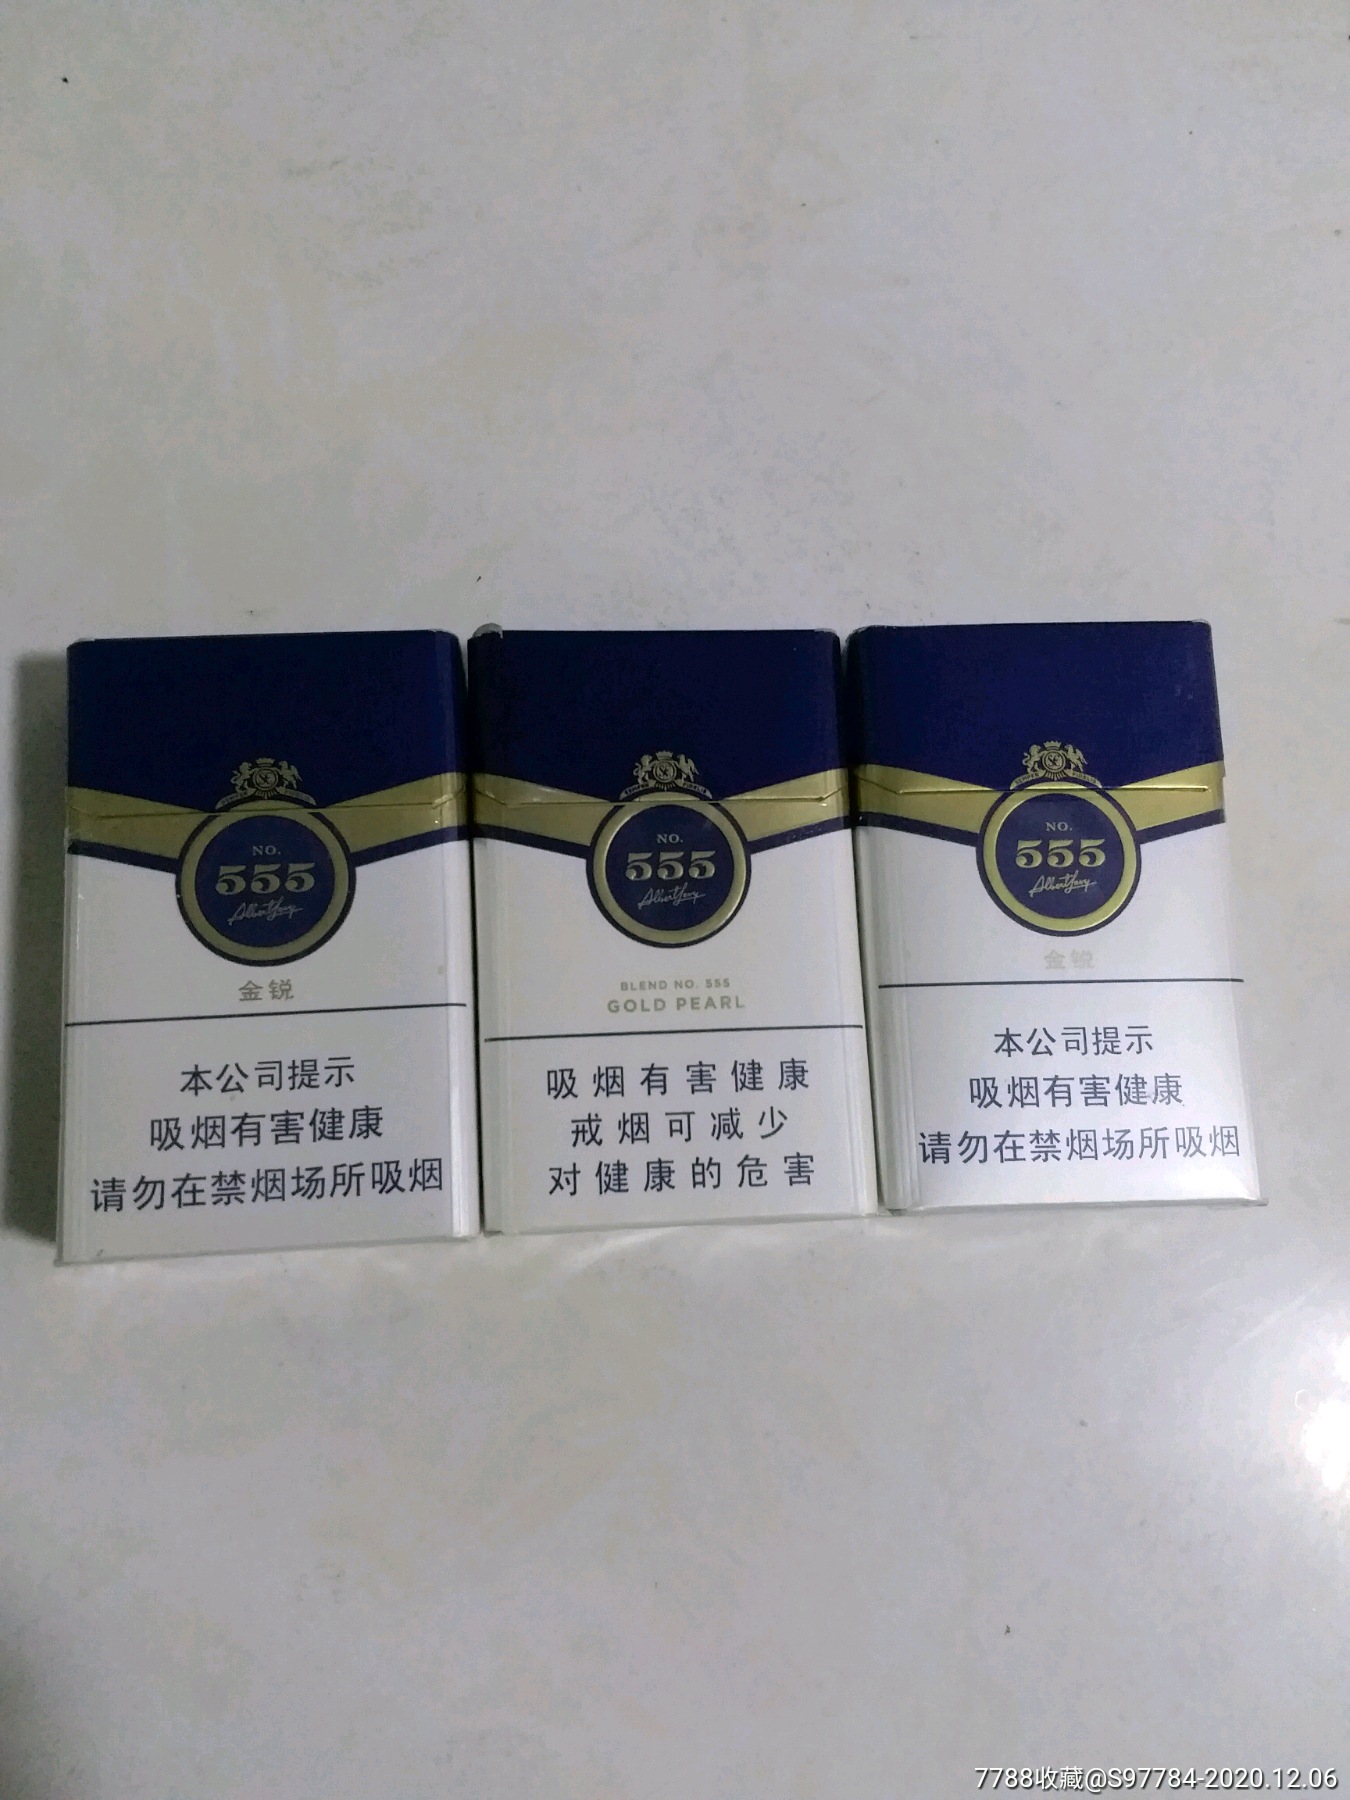 NO.
555
金锐
本公司提示
吸烟有害健康
请勿在禁烟场所吸烟
NO.
555
BLEND NO. 555
GOLD PEARL
吸烟有害健康
戒烟可减少
对健康的危害
NO.
555
金锐
本公司提示
吸烟有害健康
请勿在禁烟场所吸烟
7788收藏@S97784-2020.12.06